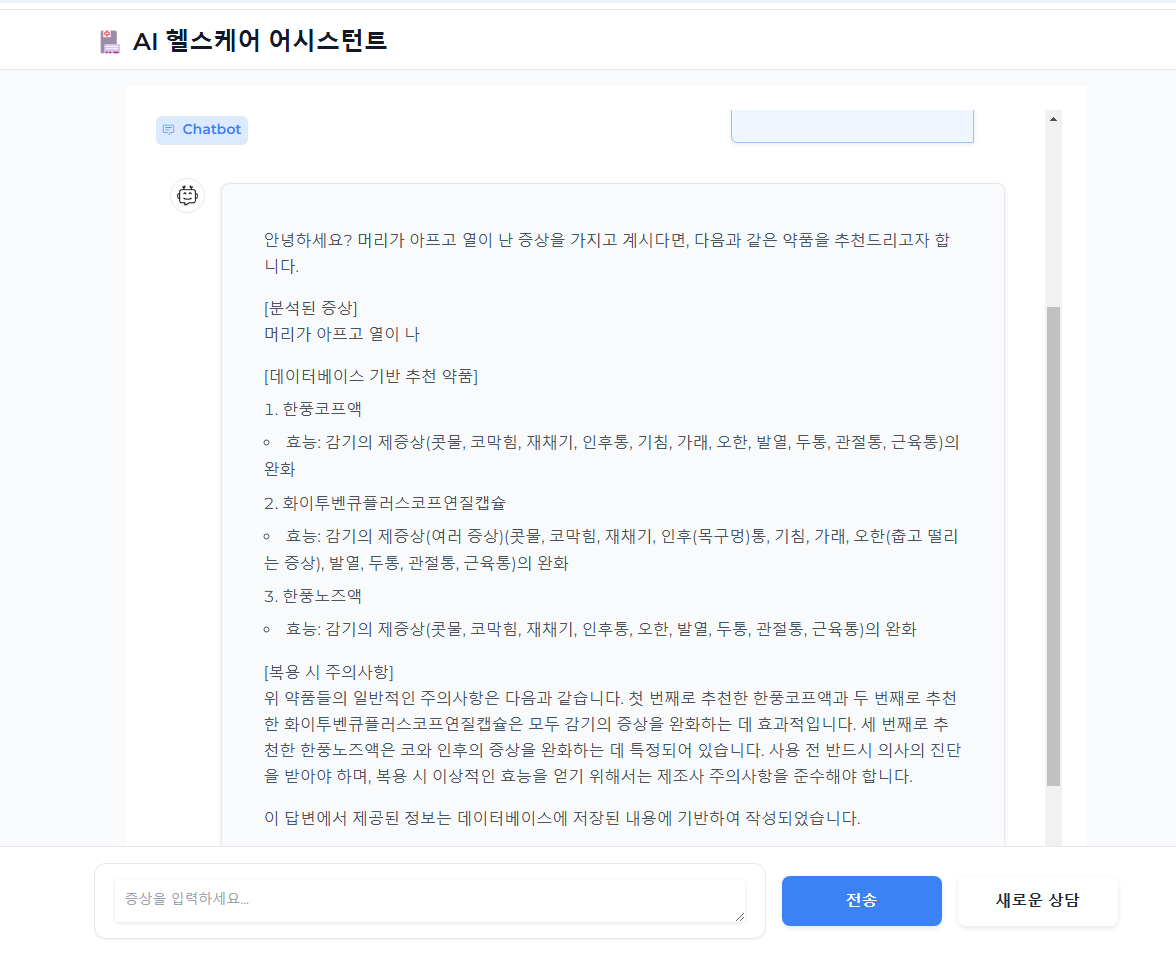 AI 헬스케어 어시스턴트
Chatbot
안녕하세요? 머리가 아프고 열이 난 증상을 가지고 계시다면, 다음과 같은 약품을 추천드리고자 합
니다.
[분석된 증상]
머리가 아프고 열이 나
[데이터베이스 기반 추천 약품]
1. 한풍코프액
효능: 감기의 제증상(콧물, 코막힘, 재채기, 인후통, 기침, 가래, 오한, 발열, 두통, 관절통, 근육통)의
완화
2. 화이투벤큐플러스코프연질캡슐
효능: 감기의 제증상(여러 증상)(콧물, 코막힘, 재채기, 인후(목구멍)통, 기침, 가래, 오한(춥고 떨리
는 증상), 발열, 두통, 관절통, 근육통)의 완화
3. 한풍노즈액
효능: 감기의 제증상(콧물, 코막힘, 재채기, 인후통, 오한, 발열, 두통, 관절통, 근육통)의 완화
[복용 시 주의사항]
위 약품들의 일반적인 주의사항은 다음과 같습니다. 첫 번째로 추천한 한풍코프액과 두 번째로 추천
한 화이투벤큐플러스코프연질캡슐은 모두 감기의 증상을 완화하는 데 효과적입니다. 세 번째로 추
천한 한풍노즈액은 코와 인후의 증상을 완화하는 데 특정되어 있습니다. 사용 전 반드시 의사의 진단
을 받아야 하며, 복용 시 이상적인 효능을 얻기 위해서는 제조사 주의사항을 준수해야 합니다.
이 답변에서 제공된 정보는 데이터베이스에 저장된 내용에 기반하여 작성되었습니다.
증상을 입력하세요...
전송
새로운 상담